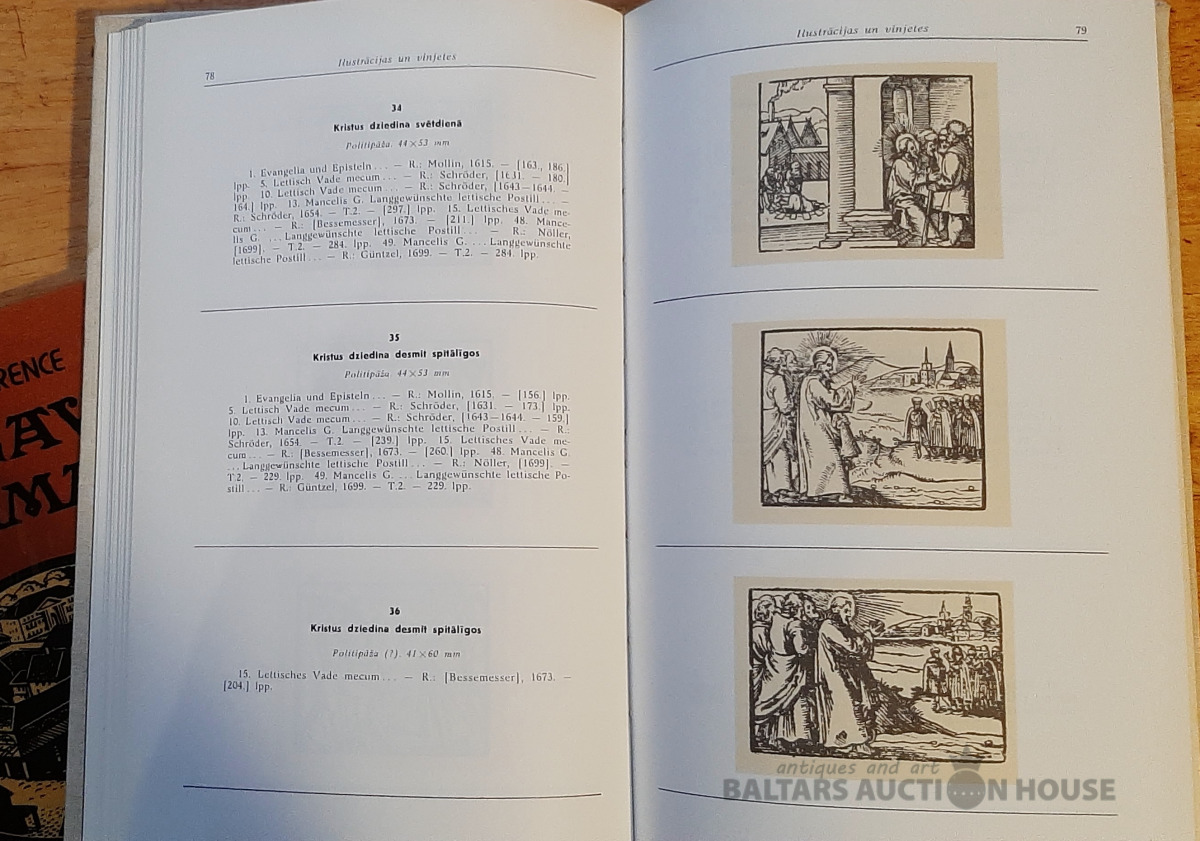 78
Ilustrācijas un vinjetes
34
Kristus dziedina svētdienā
Politipāža. 44×53 mm
1. Evangelia und Episteln... — R.: Mollin, 1615. — [163., 186.]
lpp. 5. Lettisch Vade mecum... — R.: Schröder, [1631. — 180.]
lpp. 10. Lettisch Vade mecum... — R.: Schröder, [1643—1644. —
164.] lpp. 13. Mancelis G. Langgewünschte lettische Postill... —
R.: Schröder, 1654. — T.2. — [297.] lpp. 15. Lettisches Vade me-
cum... — R.: [Bessemesser], 1673. — [211.] lpp. 48. Mance-
lis G. ...Langgewünschte lettische Postill... — R.: Nöller,
[1699]. — T.2. — 284. lpp. 49. Mancelis G. ...Langgewünschte
lettische Postill... — R.: Güntzel, 1699. — T.2. — 284. lpp.
35
Kristus dziedina desmit spitālīgos
Politipāža. 44×53 mm
1. Evangelia und Episteln... — R.: Mollin, 1615. — [156.] lpp.
5. Lettisch Vade mecum... — R.: Schröder, [1631. — 173.] lpp.
10. Lettisch Vade mecum... — R.: Schröder, [1643—1644. — 159.]
lpp. 13. Mancelis G. Langgewünschte lettische Postill... — R.:
Schröder, 1654. — T.2. — [239.] lpp. 15. Lettisches Vade me-
cum... — R.: [Bessemesser], 1673. — [260.] lpp. 48. Mancelis G.
...Langgewünschte lettische Postill... — R.: Nöller, [1699]. —
T.2. — 229. lpp. 49. Mancelis G. ...Langgewünschte lettische Po-
still... — R.: Güntzel, 1699. — T.2. — 229. lpp.
36
Kristus dziedina desmit spitālīgos
Politipāža (?). 41×60 mm
15. Lettisches Vade mecum... — R.: [Bessemesser], 1673. —
[204.] lpp.
Ilustrācijas un vinjetes
79
antiques and art
BALTARS AUCTION HOUSE
RENCE